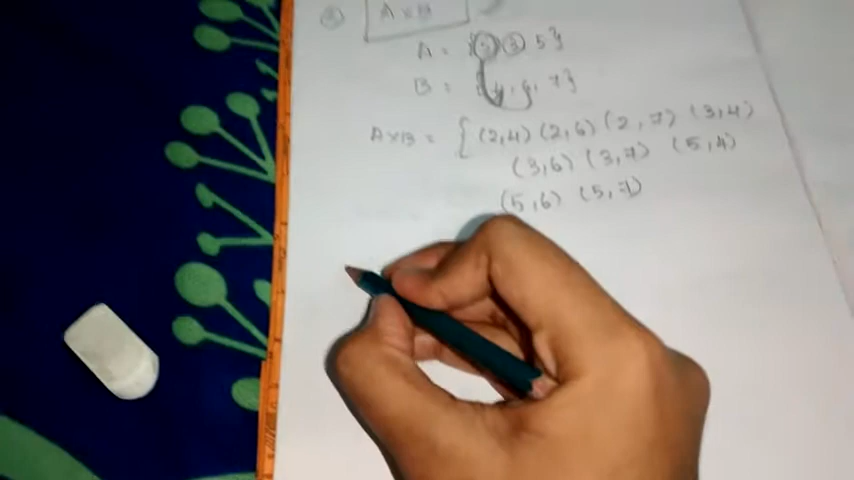 ② A×B
A = {2 3 5}
B = {4, 6, 7}
A×B = { (2,4) (2,6) (2,7) (3,4)
(3,6) (3,7) (5,4)
(5,6) (5,7)